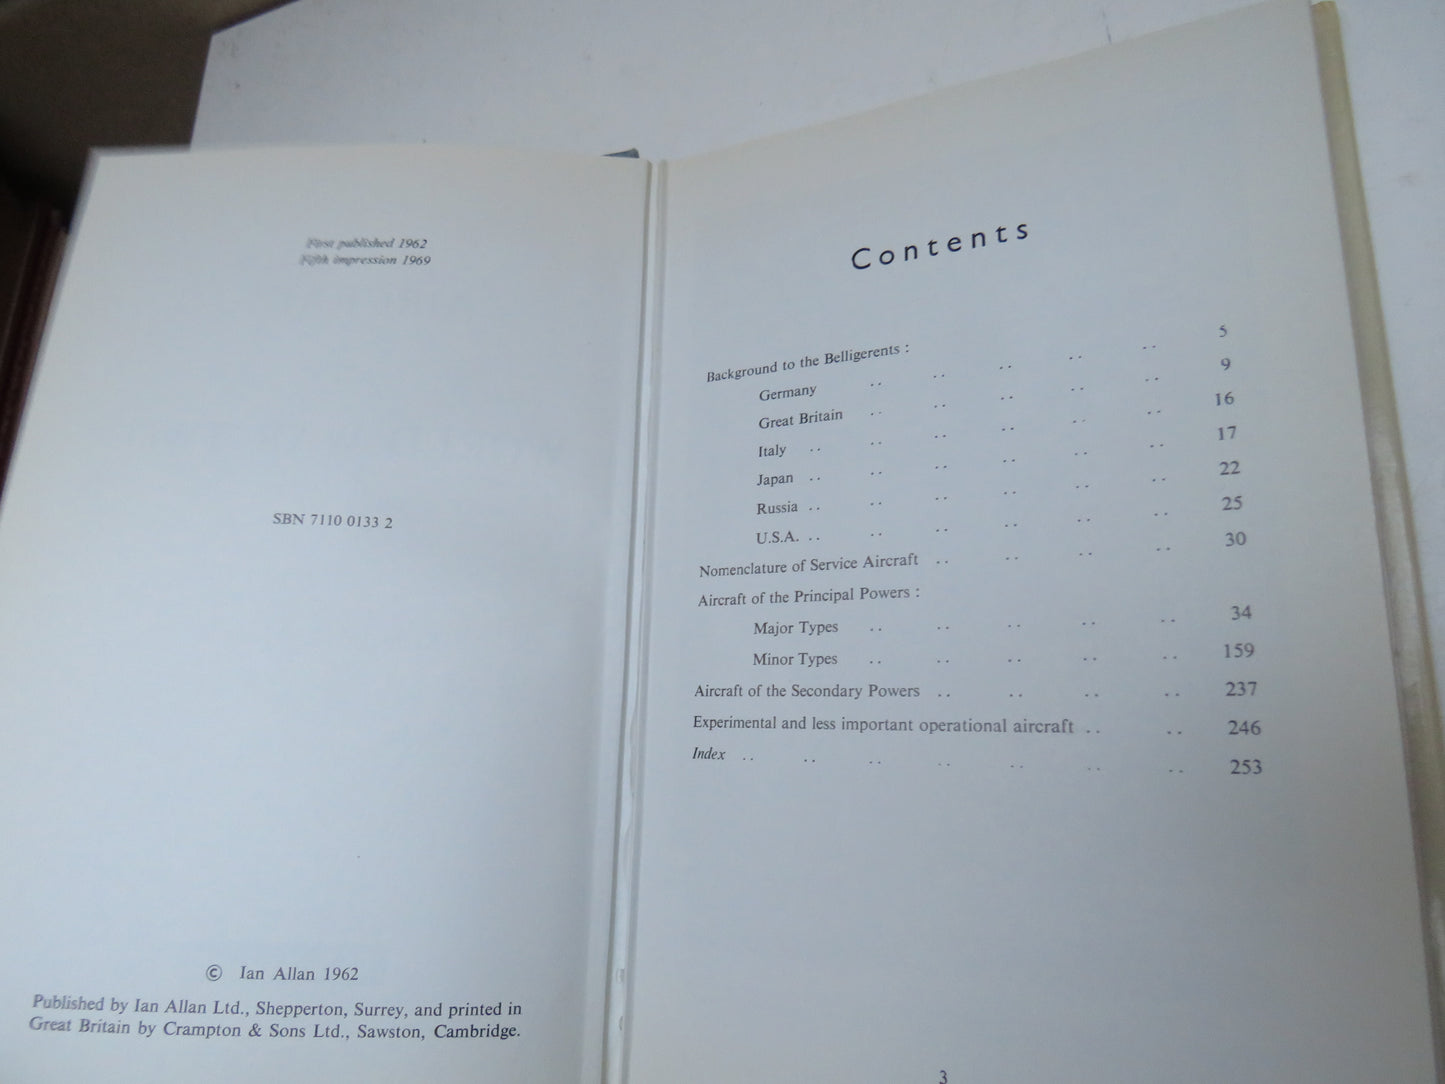 First published 1962
Fifth impression 1969
SBN 7110 0133 2
© Ian Allan 1962
Published by Ian Allan Ltd., Shepperton, Surrey, and printed in
Great Britain by Crampton & Sons Ltd., Sawston, Cambridge.
Contents
Background to the Belligerents :
Germany .. .. .. .. .. 5
Great Britain .. .. .. .. .. 9
Italy .. .. .. .. .. .. 16
Japan .. .. .. .. .. .. 17
Russia .. .. .. .. .. .. 22
U.S.A. .. .. .. .. .. .. 25
Nomenclature of Service Aircraft .. .. .. .. 30
Aircraft of the Principal Powers :
Major Types .. .. .. .. .. 34
Minor Types .. .. .. .. .. 159
Aircraft of the Secondary Powers .. .. .. .. 237
Experimental and less important operational aircraft .. .. 246
Index .. .. .. .. .. .. .. 253
3